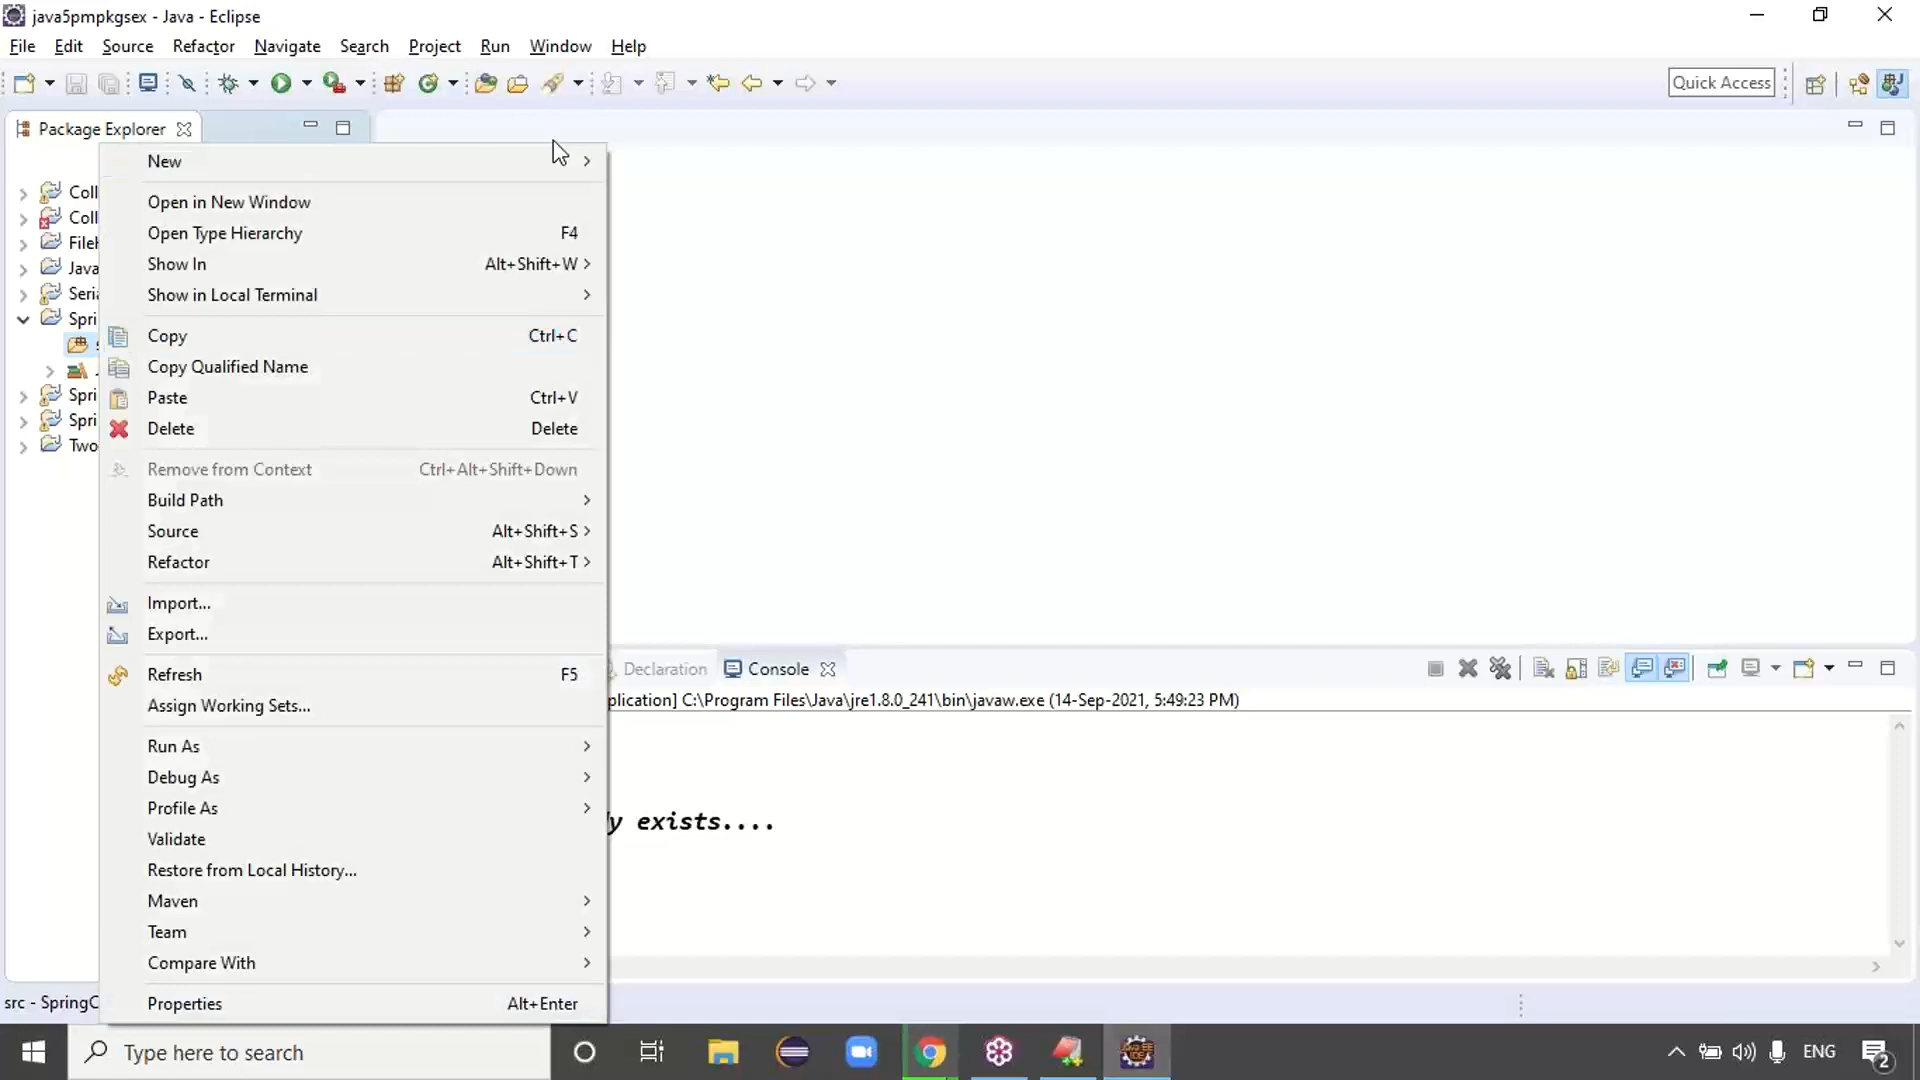 java5pmpkgsex - Java - Eclipse
File Edit Source Refactor Navigate Search Project Run Window Help
Quick Access
Package Explorer
New
Coll
Open in New Window
Coll
Open Type Hierarchy F4
Show In Alt+Shift+W
Java
Show in Local Terminal
Seria
Spri
Copy Ctrl+C
Copy Qualified Name
Paste Ctrl+V
Spri
Delete Delete
Spri
Two
Remove from Context Ctrl+Alt+Shift+Down
Build Path
Source Alt+Shift+S
Refactor Alt+Shift+T
Import...
Export...
Refresh F5
Declaration Console
Assign Working Sets...
plication] C:\Program Files\Java\jre1.8.0_241\bin\javaw.exe (14-Sep-2021, 5:49:23 PM)
Run As
Debug As
Profile As
y exists....
Validate
Restore from Local History...
Maven
Team
Compare With
Properties Alt+Enter
src - SpringC
Type here to search
ENG
2